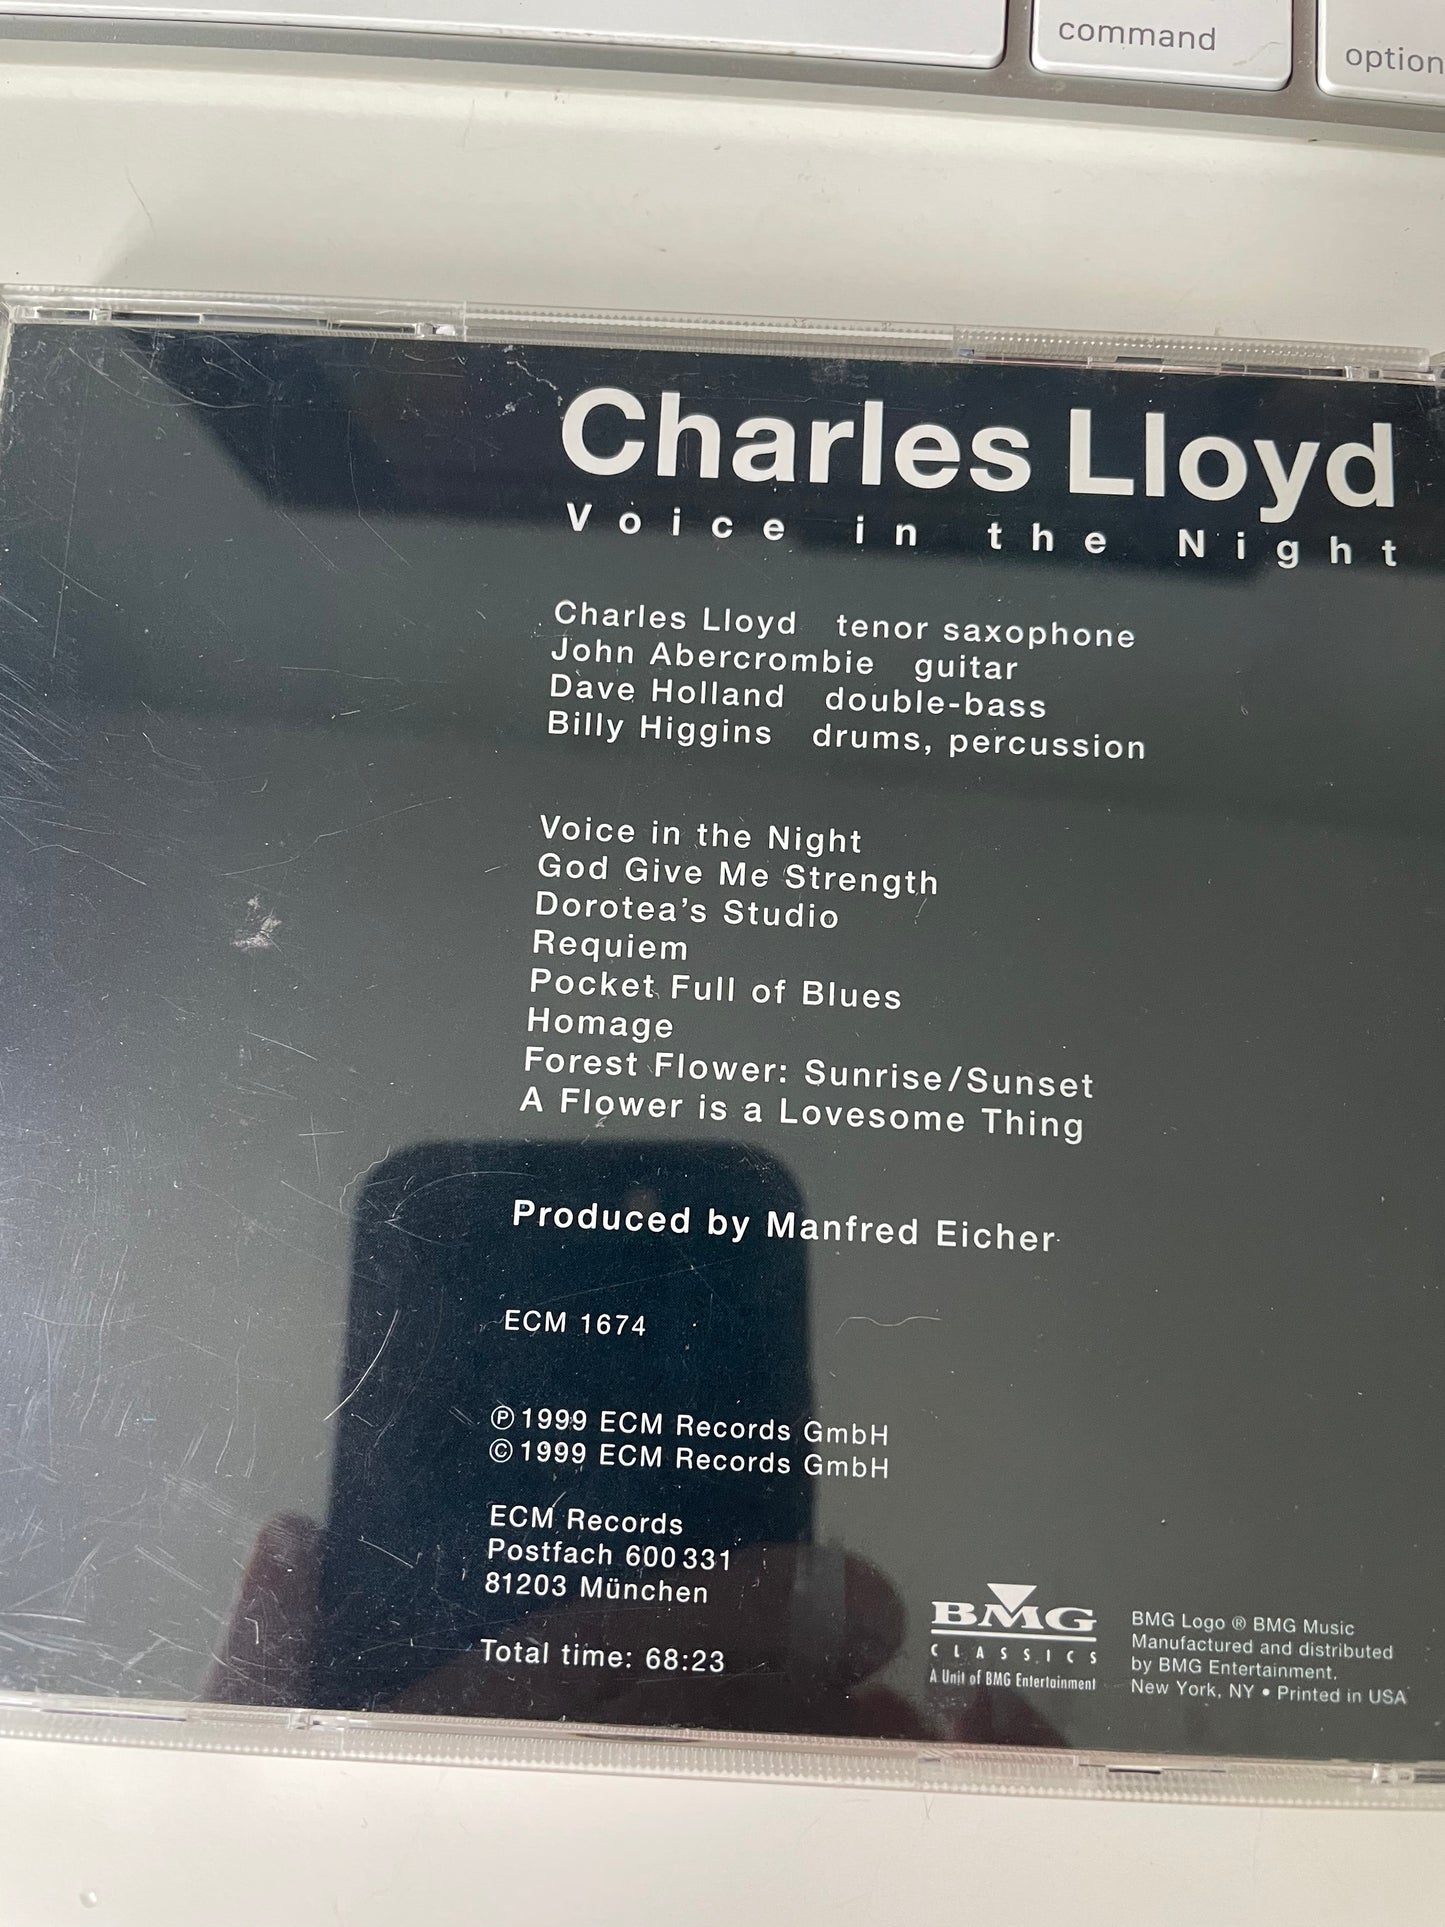 command
option
Charles Lloyd
Voice in the Night
Charles Lloyd tenor saxophone
John Abercrombie guitar
Dave Holland double-bass
Billy Higgins drums, percussion
Voice in the Night
God Give Me Strength
Dorotea's Studio
Requiem
Pocket Full of Blues
Homage
Forest Flower: Sunrise/Sunset
A Flower is a Lovesome Thing
Produced by Manfred Eicher
ECM 1674
℗ 1999 ECM Records GmbH
© 1999 ECM Records GmbH
ECM Records
Postfach 600 331
81203 München
Total time: 68:23
BMG
CLASSICS
A Unit of BMG Entertainment
BMG Logo ® BMG Music
Manufactured and distributed
by BMG Entertainment,
New York, NY • Printed in USA